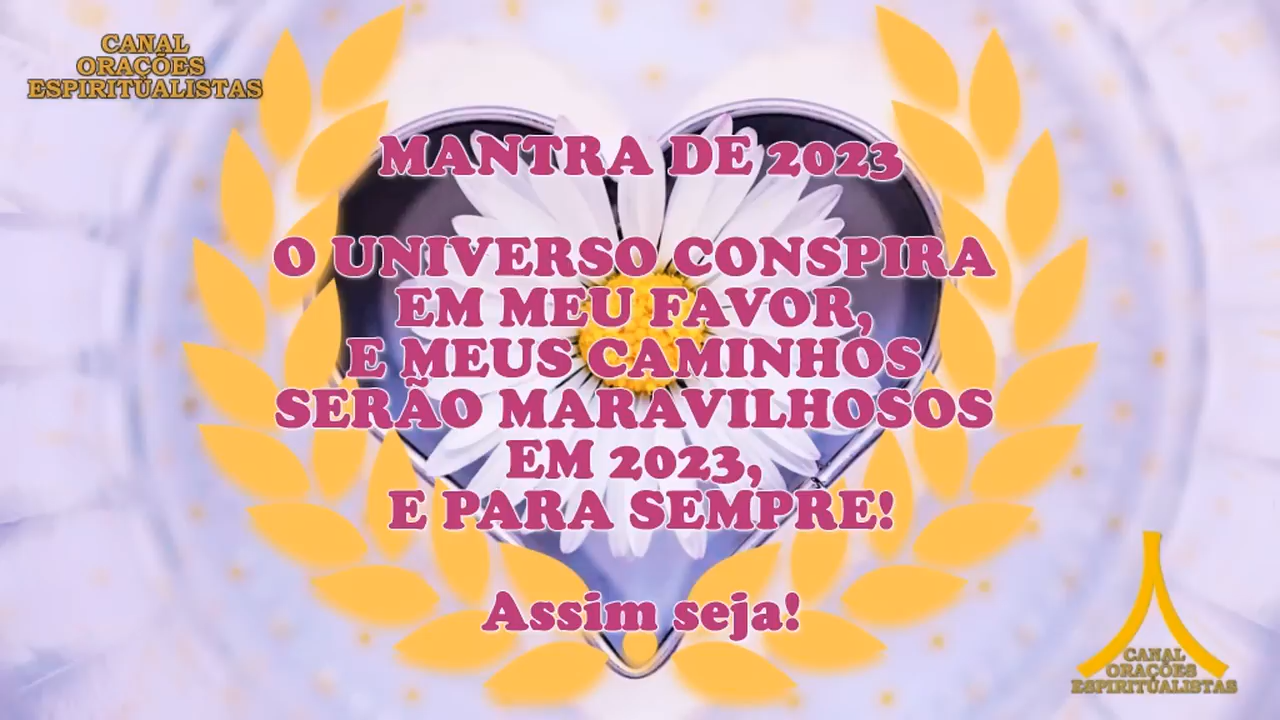 CANAL
ORAÇÕES
ESPIRITUALISTAS
MANTRA DE 2023
O UNIVERSO CONSPIRA
EM MEU FAVOR,
E MEUS CAMINHOS
SERÃO MARAVILHOSOS
EM 2023,
E PARA SEMPRE!
Assim seja!
CANAL
ORAÇÕES
ESPIRITUALISTAS